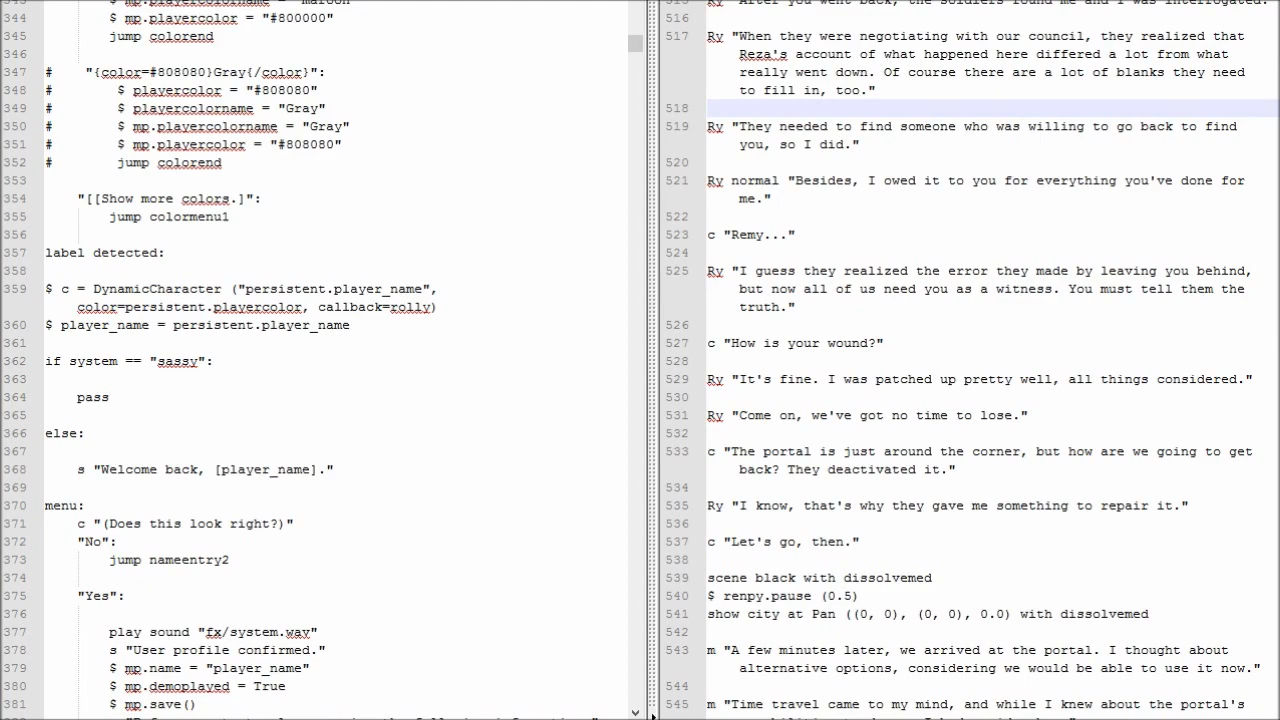 343 $ mp.playercolorname = "Maroon"
344 $ mp.playercolor = "#800000"
345 jump colorend
346
347 # "{color=#808080}Gray{/color}":
348 # $ playercolor = "#808080"
349 # $ playercolorname = "Gray"
350 # $ mp.playercolorname = "Gray"
351 # $ mp.playercolor = "#808080"
352 # jump colorend
353
354 "[[Show more colors.]":
355 jump colormenu1
356
357 label detected:
358
359 $ c = DynamicCharacter ("persistent.player_name",
color=persistent.playercolor, callback=rolly)
360 $ player_name = persistent.player_name
361
362 if system == "sassy":
363
364 pass
365
366 else:
367
368 s "Welcome back, [player_name]."
369
370 menu:
371 c "(Does this look right?)"
372 "No":
373 jump nameentry2
374
375 "Yes":
376
377 play sound "fx/system.wav"
378 s "User profile confirmed."
379 $ mp.name = "player_name"
380 $ mp.demoplayed = True
381 $ mp.save()
515 Ry "After you went back, the soldiers found me and I was interrogated.
516
517 Ry "When they were negotiating with our council, they realized that
Reza's account of what happened here differed a lot from what
really went down. Of course there are a lot of blanks they need
to fill in, too."
518
519 Ry "They needed to find someone who was willing to go back to find
you, so I did."
520
521 Ry normal "Besides, I owed it to you for everything you've done for
me."
522
523 c "Remy..."
524
525 Ry "I guess they realized the error they made by leaving you behind,
but now all of us need you as a witness. You must tell them the
truth."
526
527 c "How is your wound?"
528
529 Ry "It's fine. I was patched up pretty well, all things considered."
530
531 Ry "Come on, we've got no time to lose."
532
533 c "The portal is just around the corner, but how are we going to get
back? They deactivated it."
534
535 Ry "I know, that's why they gave me something to repair it."
536
537 c "Let's go, then."
538
539 scene black with dissolvemed
540 $ renpy.pause (0.5)
541 show city at Pan ((0, 0), (0, 0), 0.0) with dissolvemed
542
543 m "A few minutes later, we arrived at the portal. I thought about
alternative options, considering we would be able to use it now."
544
545 m "Time travel came to my mind, and while I knew about the portal's